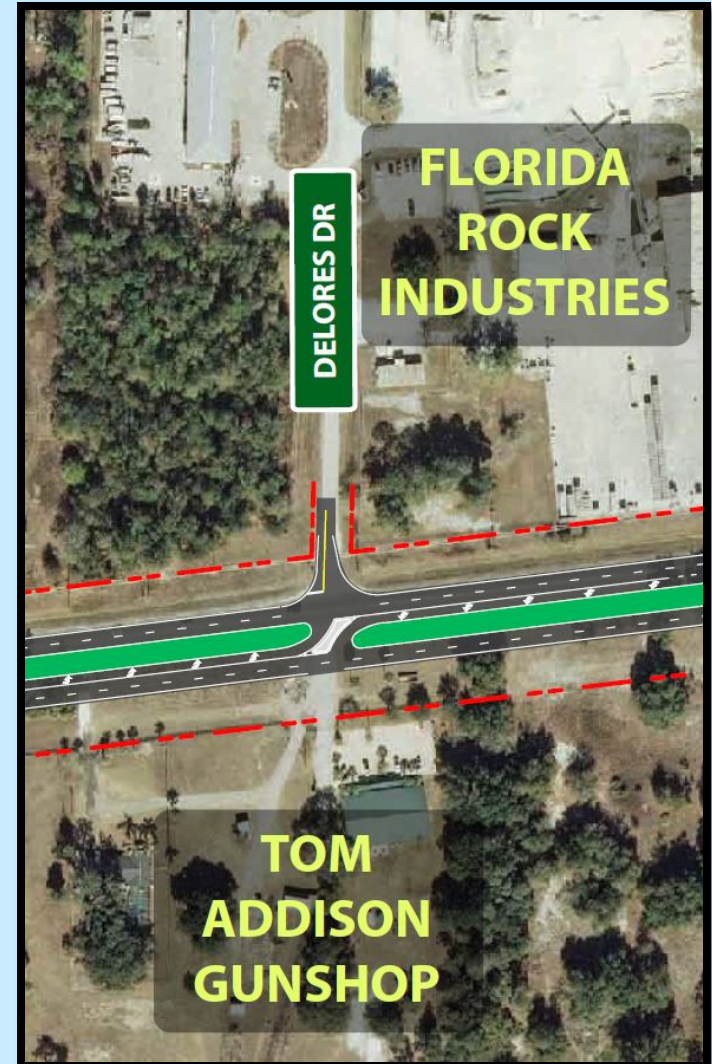 FLORIDA
ROCK
INDUSTRIES
DELORES DR
TOM
ADDISON
GUNSHOP